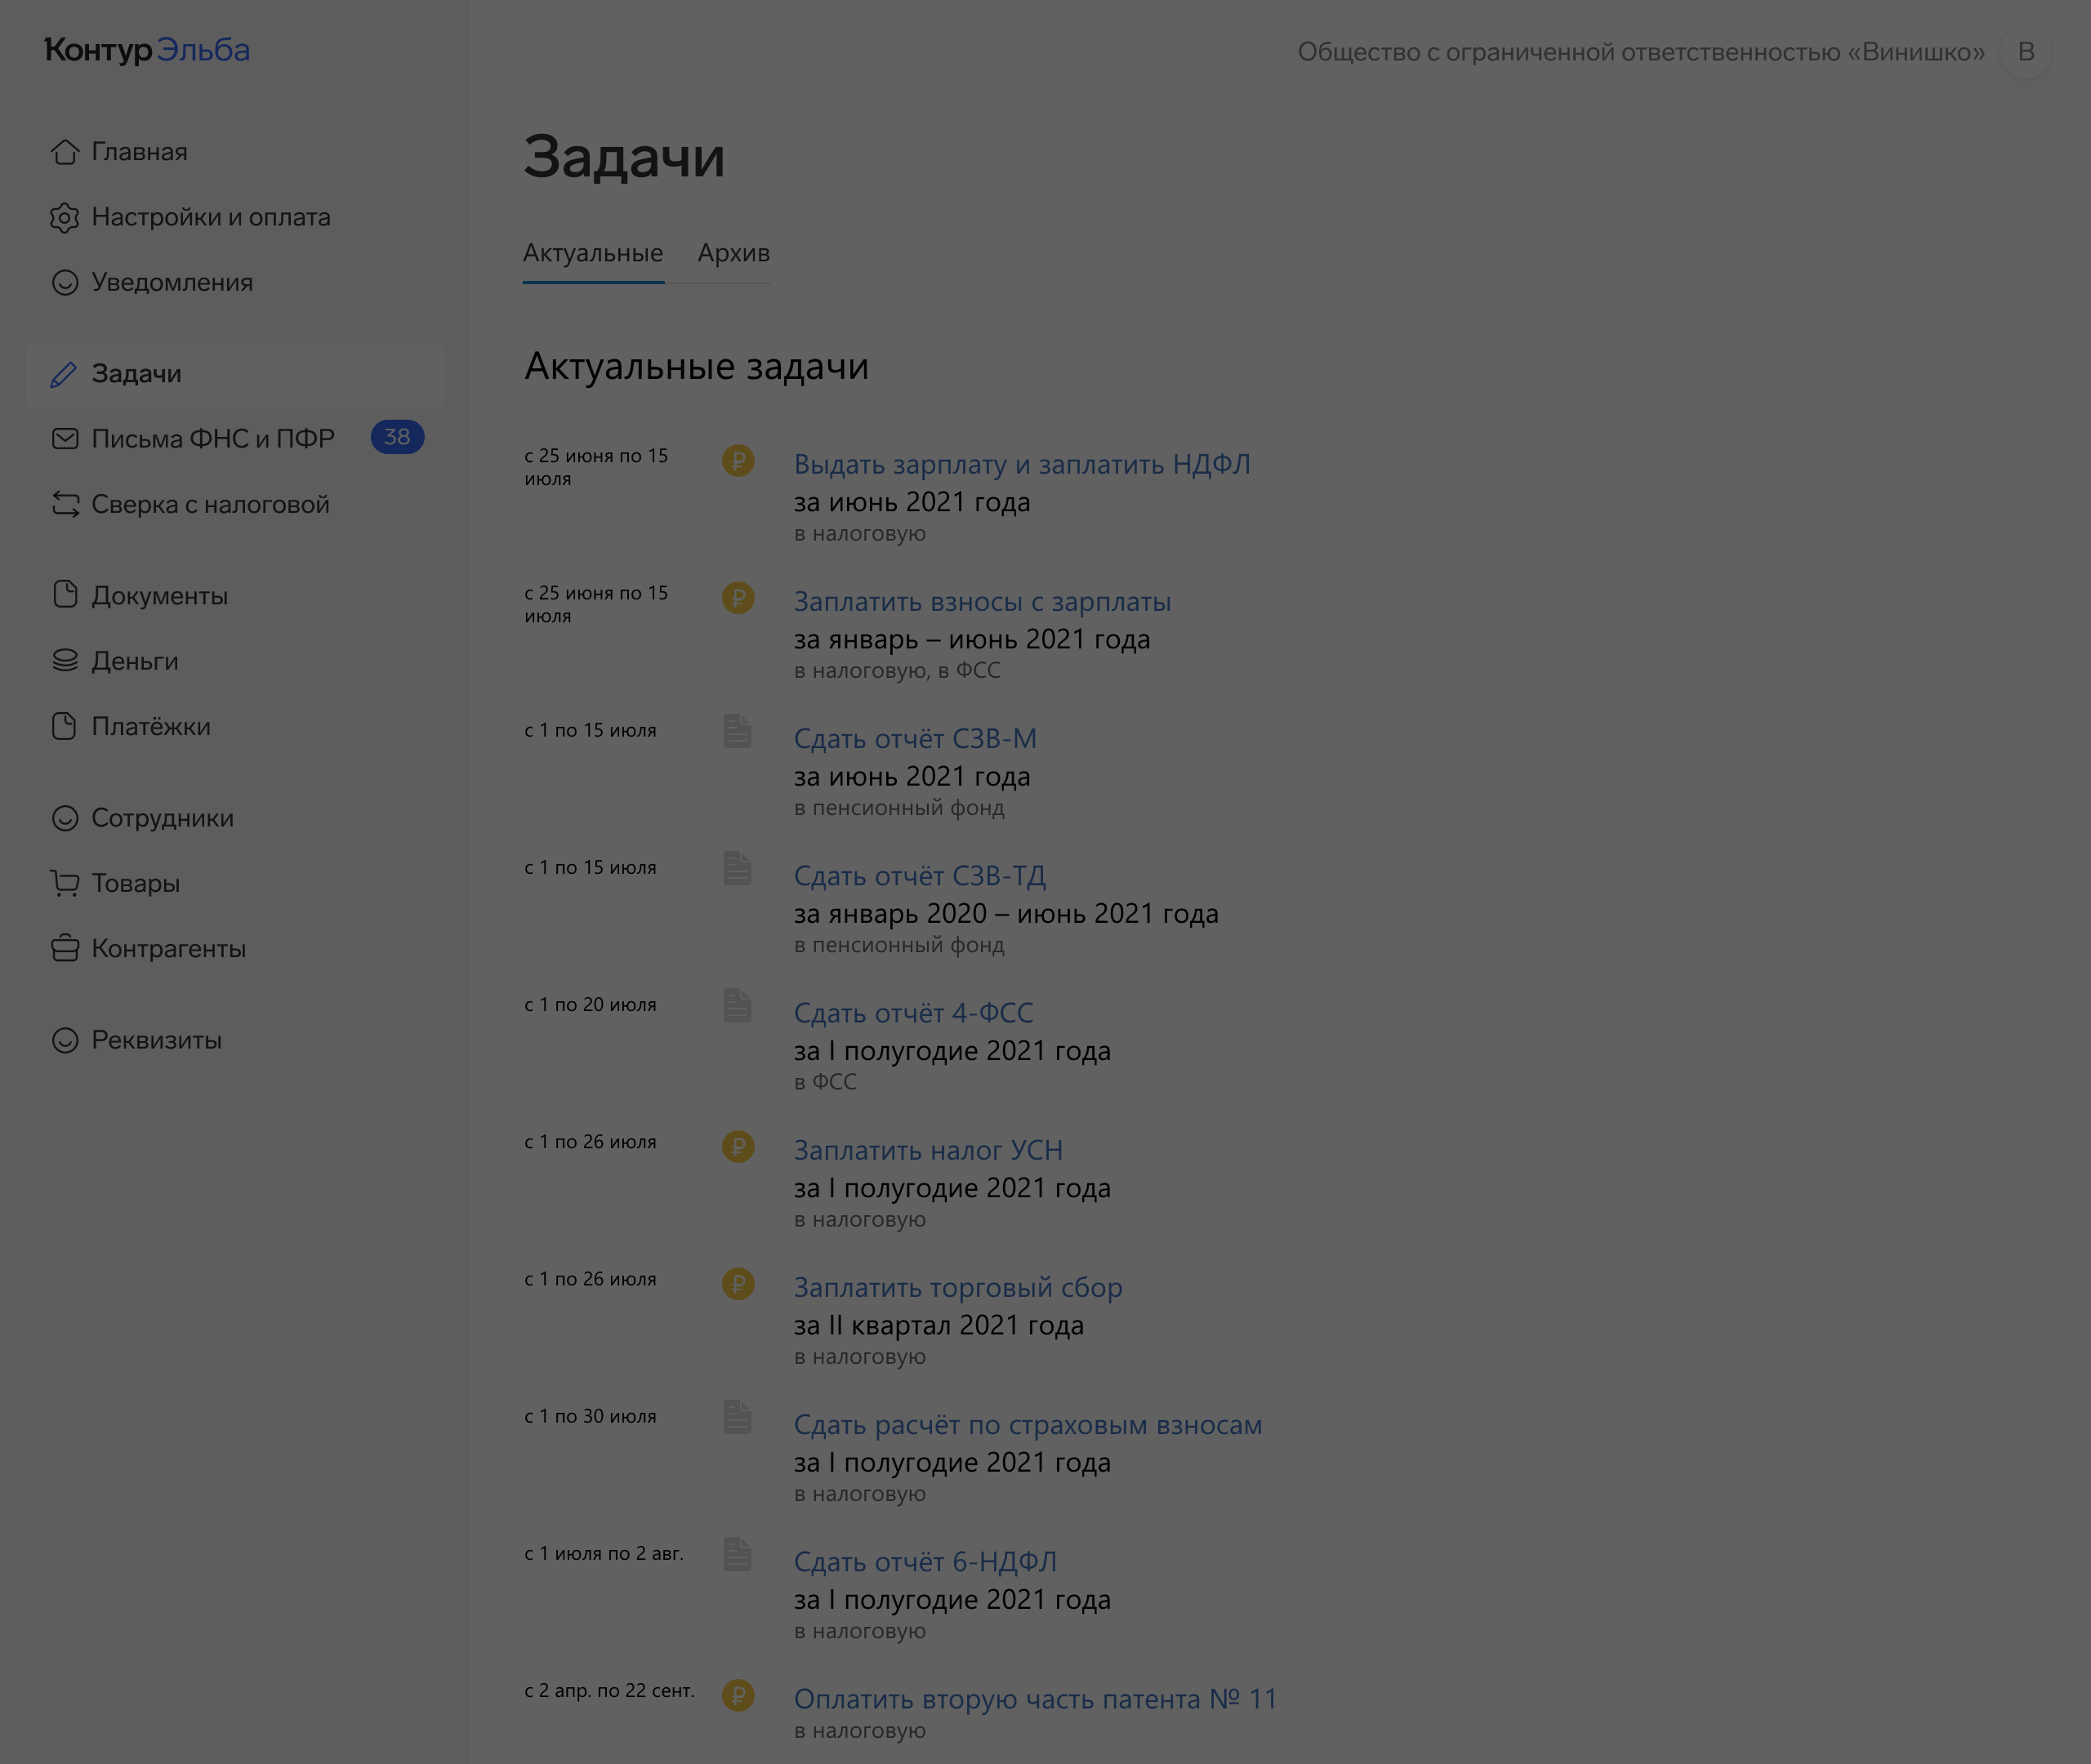 Контур Эльба
Общество с ограниченной ответственностью «Винишко» В
Главная
Настройки и оплата
Уведомления
Задачи
Письма ФНС и ПФР 38
Сверка с налоговой
Документы
Деньги
Платёжки
Сотрудники
Товары
Контрагенты
Реквизиты
Задачи
Актуальные Архив
Актуальные задачи
с 25 июня по 15
июля
Выдать зарплату и заплатить НДФЛ
за июнь 2021 года
в налоговую
с 25 июня по 15
июля
Заплатить взносы с зарплаты
за январь – июнь 2021 года
в налоговую, в ФСС
с 1 по 15 июля
Сдать отчёт СЗВ-М
за июнь 2021 года
в пенсионный фонд
с 1 по 15 июля
Сдать отчёт СЗВ-ТД
за январь 2020 – июнь 2021 года
в пенсионный фонд
с 1 по 20 июля
Сдать отчёт 4-ФСС
за I полугодие 2021 года
в ФСС
с 1 по 26 июля
Заплатить налог УСН
за I полугодие 2021 года
в налоговую
с 1 по 26 июля
Заплатить торговый сбор
за II квартал 2021 года
в налоговую
с 1 по 30 июля
Сдать расчёт по страховым взносам
за I полугодие 2021 года
в налоговую
с 1 июля по 2 авг.
Сдать отчёт 6-НДФЛ
за I полугодие 2021 года
в налоговую
с 2 апр. по 22 сент.
Оплатить вторую часть патента № 11
в налоговую